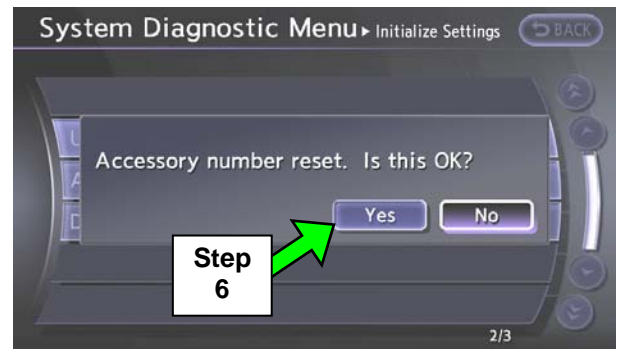 System Diagnostic Menu ▸ Initialize Settings BACK
U
A
D
Accessory number reset. Is this OK?
Yes No
Step
6
2/3